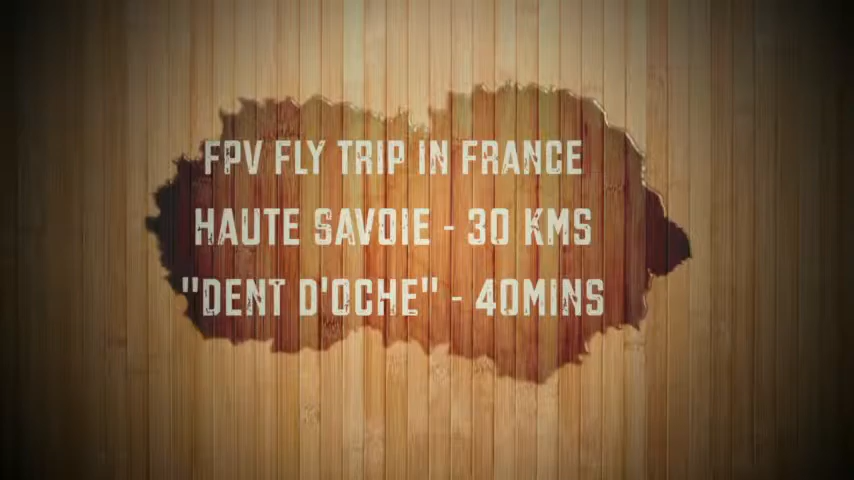 FPV FLY TRIP IN FRANCE
HAUTE SAVOIE - 30 KMS
"DENT D'OCHE" - 40MINS